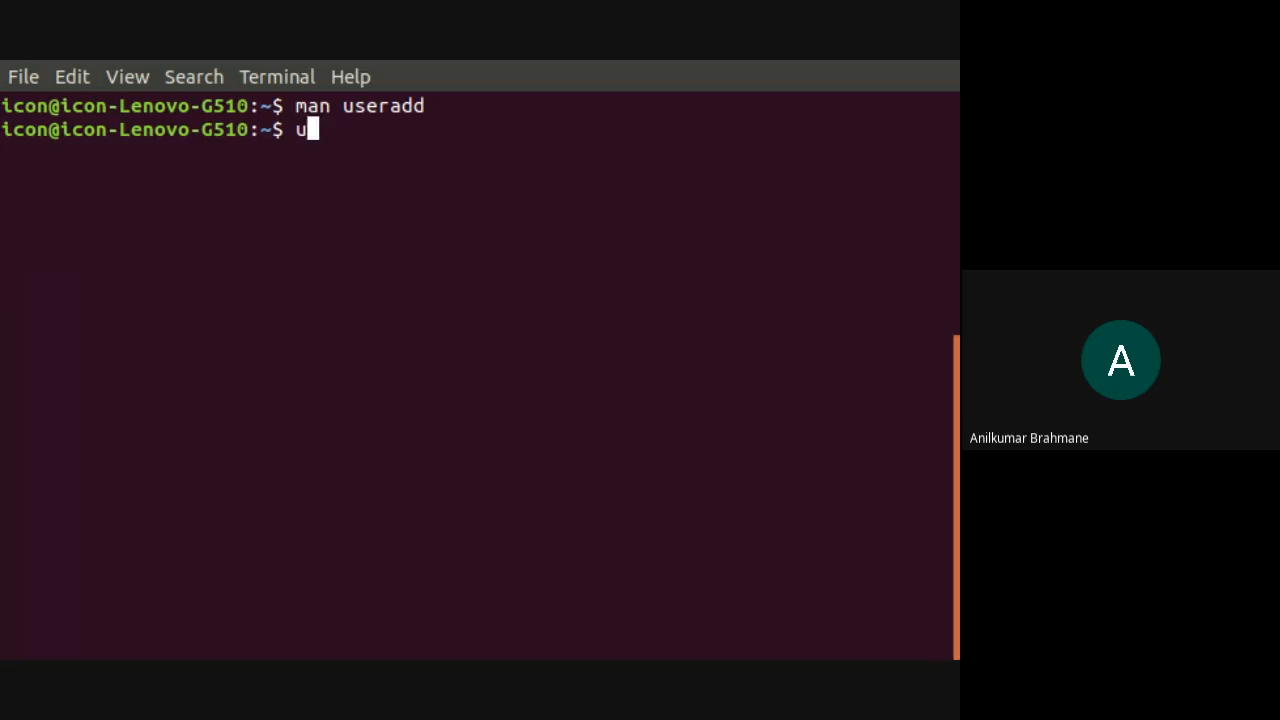 File Edit View Search Terminal Help
icon@icon-Lenovo-G510:~$ man useradd
icon@icon-Lenovo-G510:~$ u
A
Anilkumar Brahmane